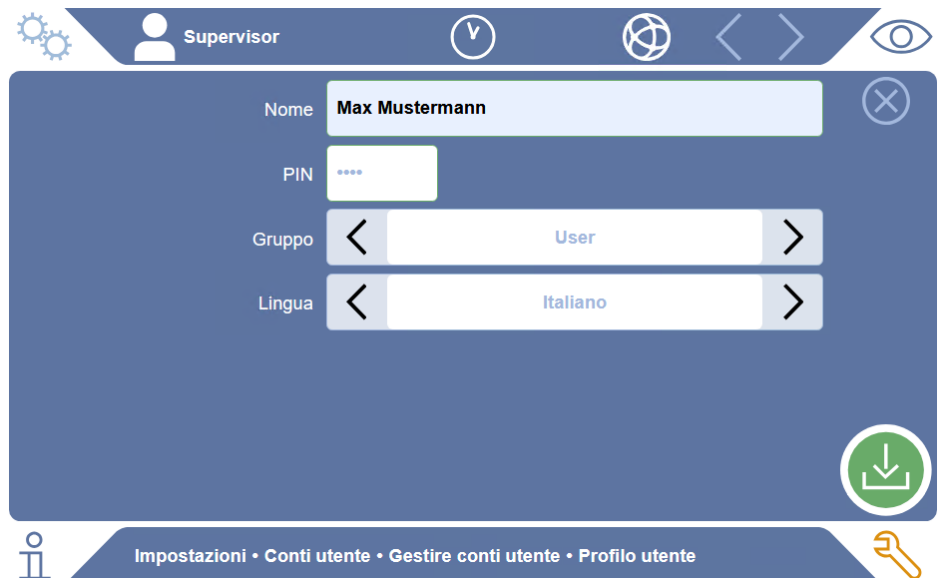 Supervisor
Nome Max Mustermann
PIN ••••
Gruppo User
Lingua Italiano
Impostazioni • Conti utente • Gestire conti utente • Profilo utente